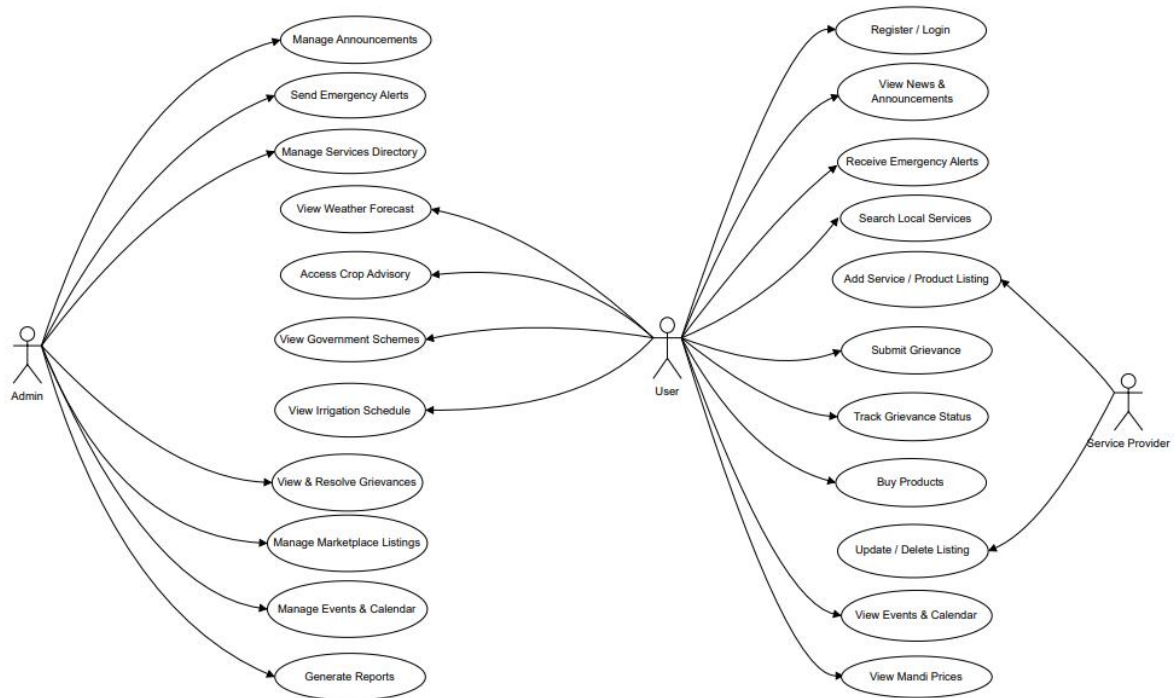 Manage Announcements
Send Emergency Alerts
Manage Services Directory
View Weather Forecast
Access Crop Advisory
View Government Schemes
Admin
View Irrigation Schedule
View & Resolve Grievances
Manage Marketplace Listings
Manage Events & Calendar
Generate Reports
User
Register / Login
View News &
Announcements
Receive Emergency Alerts
Search Local Services
Add Service / Product Listing
Submit Grievance
Track Grievance Status
Buy Products
Update / Delete Listing
View Events & Calendar
View Mandi Prices
Service Provider